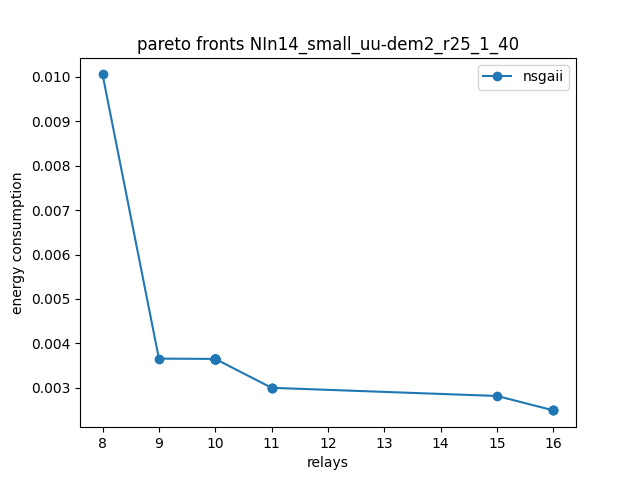 pareto fronts NIn14_small_uu-dem2_r25_1_40
nsgaii
0.010
0.009
0.008
0.007
0.006
0.005
0.004
0.003
energy consumption
8 9 10 11 12 13 14 15 16
relays